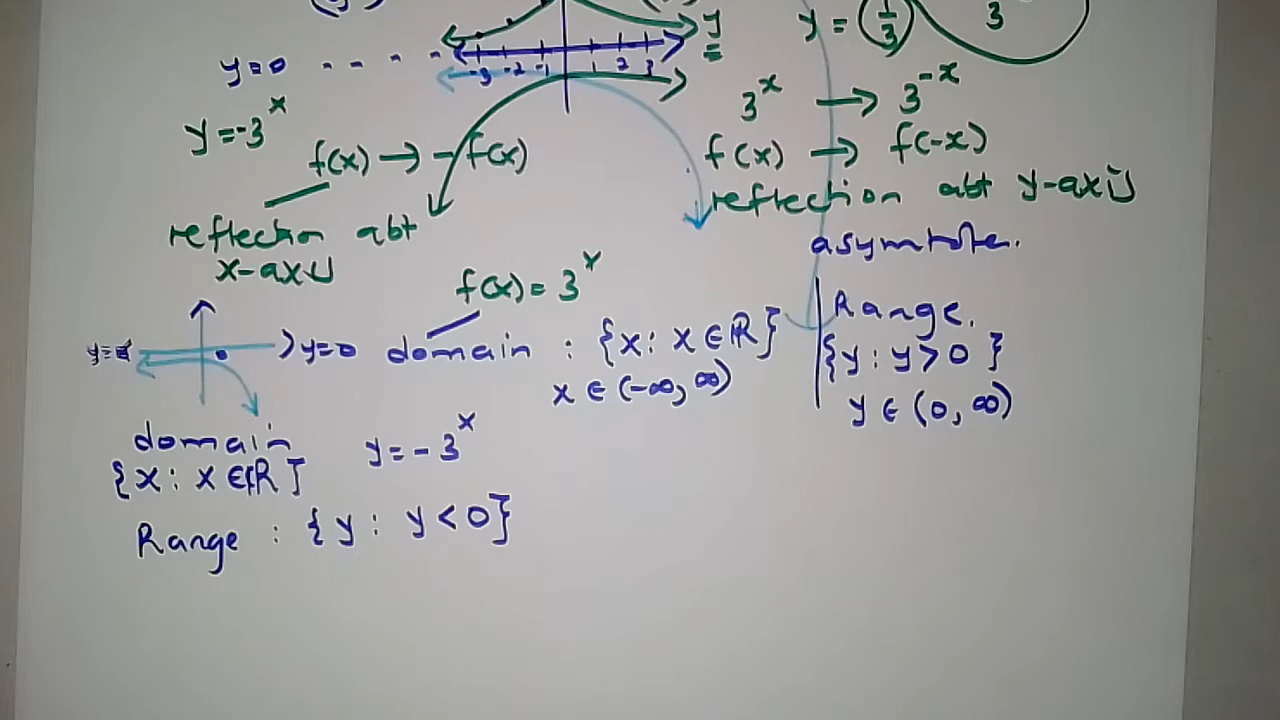 y = (1/3)
3
y
y=0
-3 -2 -1 1 2 3
3^x → 3^-x
y = -3^x
f(x) → -f(x)
f(x) → f(-x)
reflection abt y-axis
reflection abt
x-axis
asymtote.
f(x) = 3^x
y=0 domain : {x: x ∈ ℝ}
x ∈ (-∞, ∞)
Range.
{y : y > 0 }
y ∈ (0, ∞)
domain y = - 3^x
{x : x ∈ ℝ}
Range : {y : y < 0}